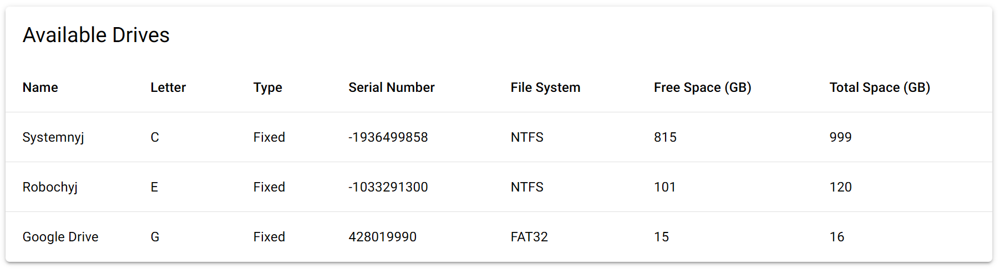 Available Drives
Name Letter Type Serial Number File System Free Space (GB) Total Space (GB)
Systemnyj C Fixed -1936499858 NTFS 815 999
Robochyj E Fixed -1033291300 NTFS 101 120
Google Drive G Fixed 428019990 FAT32 15 16